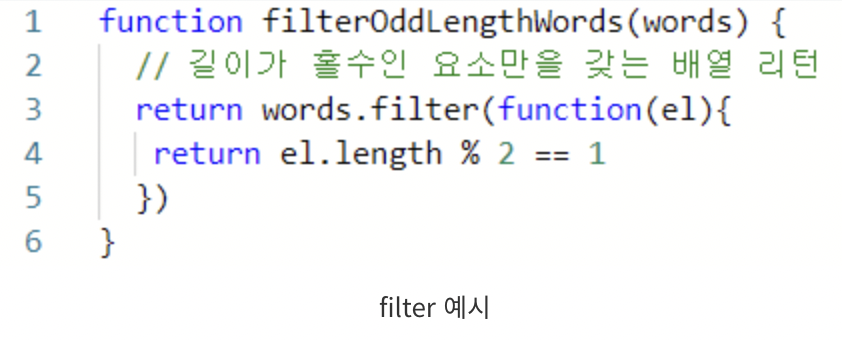 1 function filterOddLengthWords(words) {
2 // 길이가 홀수인 요소만을 갖는 배열 리턴
3 return words.filter(function(el){
4 return el.length % 2 == 1
5 })
6 }
filter 예시